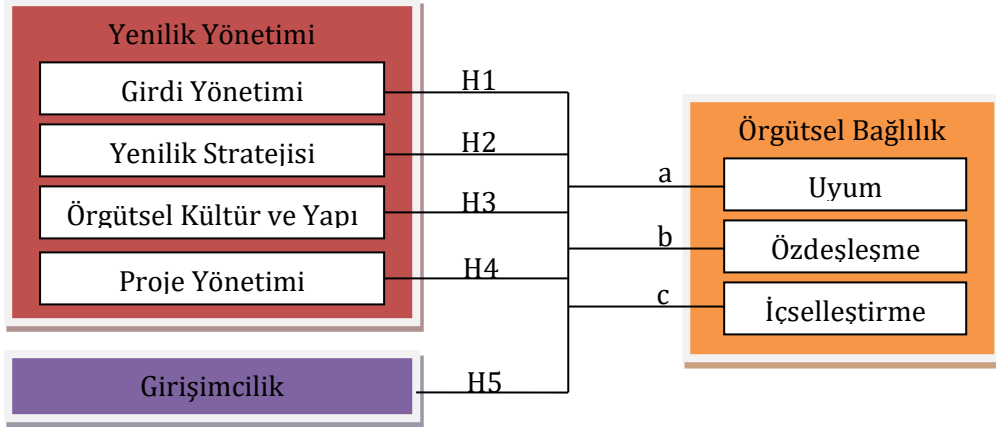 Yenilik Yönetimi
Girdi Yönetimi
Yenilik Stratejisi
Örgütsel Kültür ve Yapı
Proje Yönetimi
Girişimcilik
H1
H2
H3
H4
H5
a
b
c
Örgütsel Bağlılık
Uyum
Özdeşleşme
İçselleştirme